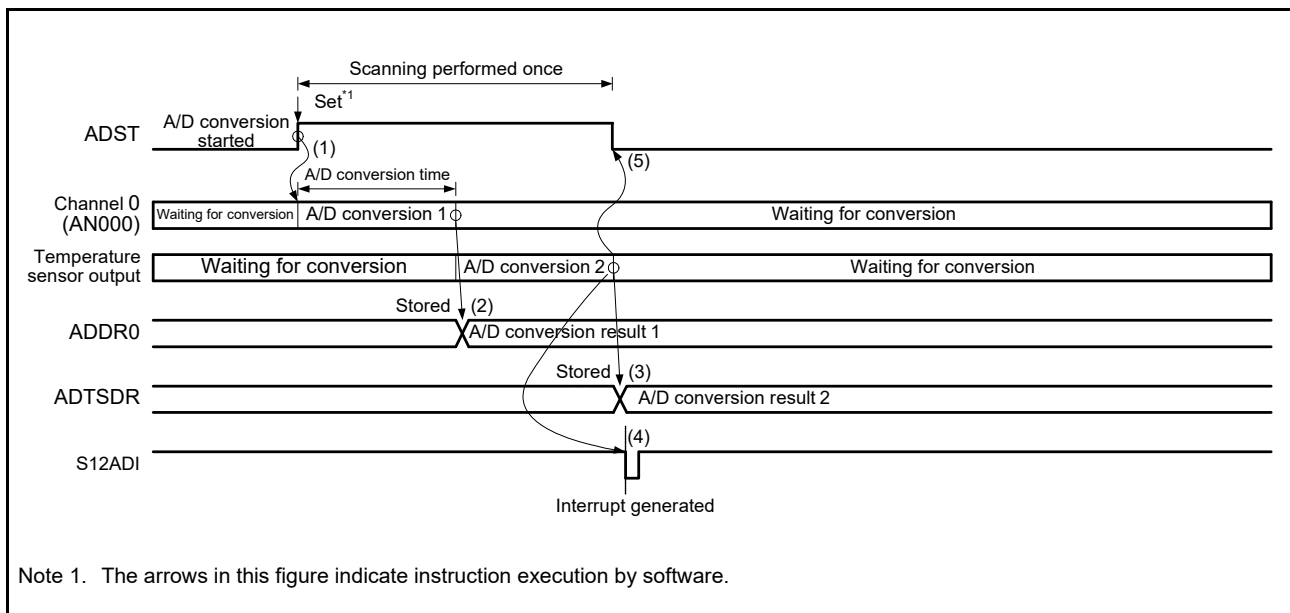 Scanning performed once
Set*1
ADST
A/D conversion
started
(1)
(5)
A/D conversion time
Channel 0
(AN000)
Waiting for conversion
A/D conversion 1
Waiting for conversion
Temperature
sensor output
Waiting for conversion
A/D conversion 2
Waiting for conversion
Stored
(2)
ADDR0
A/D conversion result 1
Stored
(3)
ADTSDR
A/D conversion result 2
(4)
S12ADI
Interrupt generated
Note 1. The arrows in this figure indicate instruction execution by software.